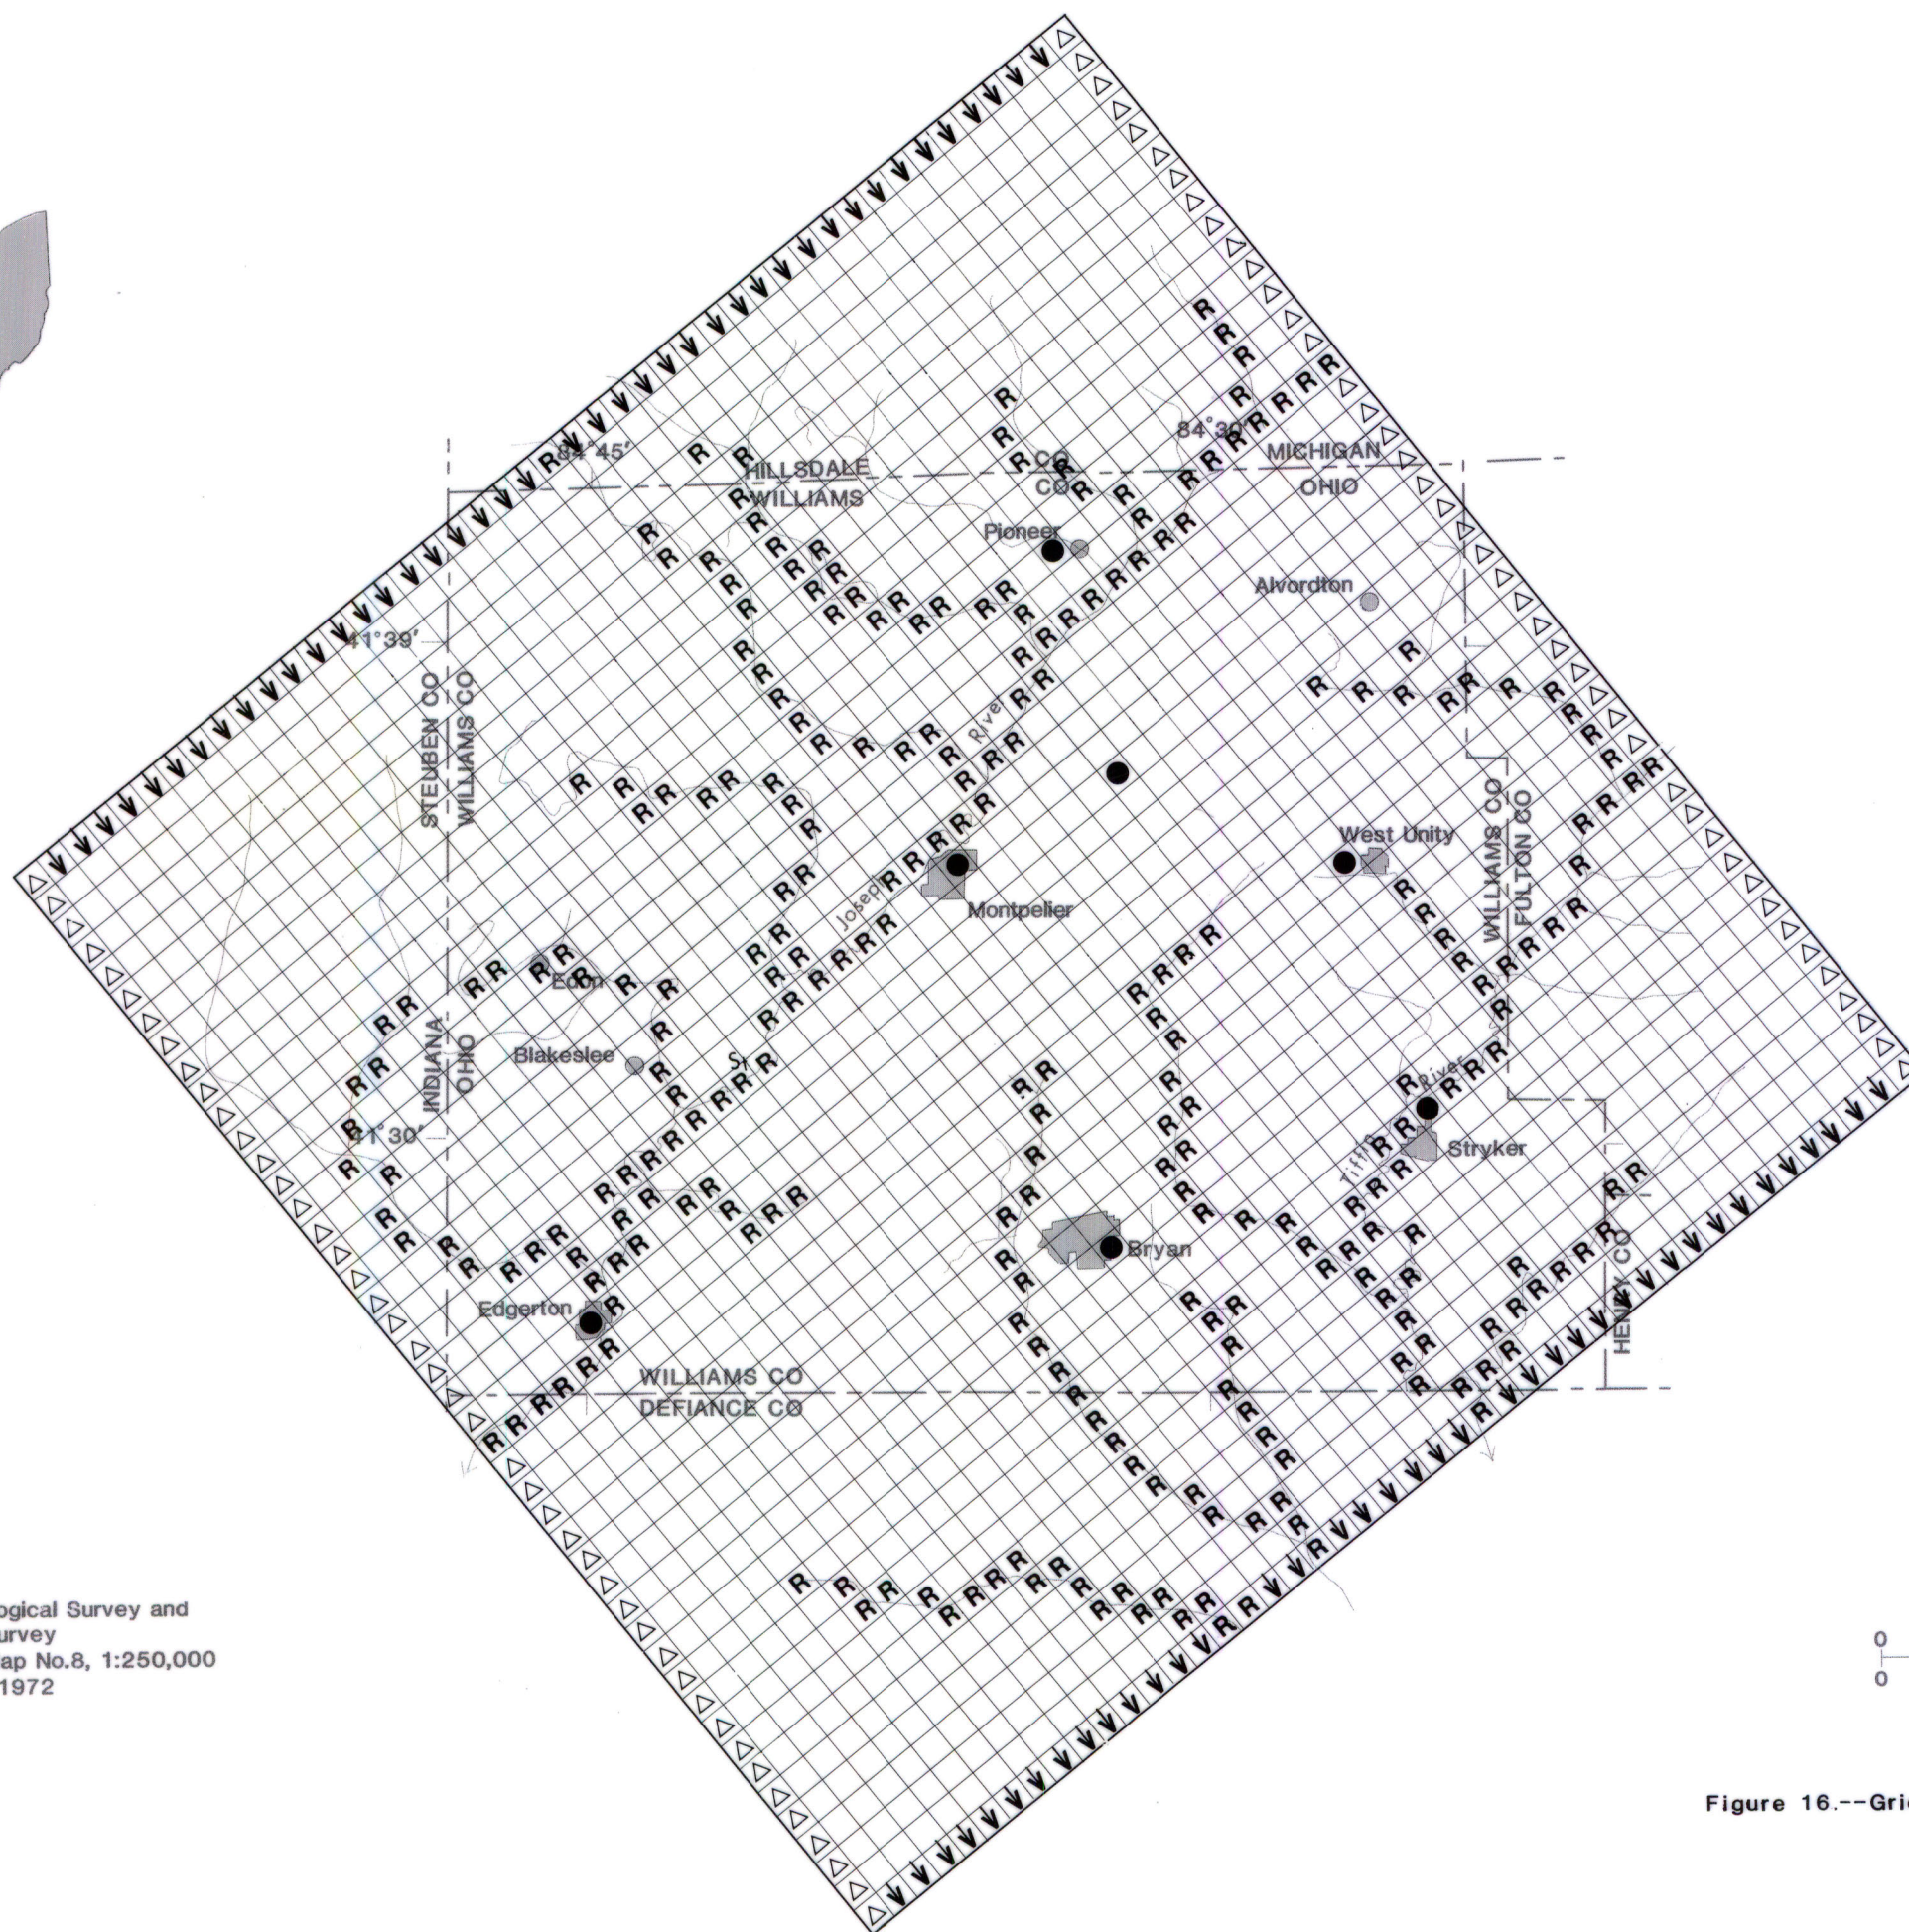 84°45′
84°30′
HILLSDALE CO
WILLIAMS CO
MICHIGAN
OHIO
Pioneer
Alvordton
41°39′
STEUBEN CO
WILLIAMS CO
River
West Unity
WILLIAMS CO
FULTON CO
Joseph
Montpelier
Edon
INDIANA
OHIO
Blakeslee
St
River
41°30′
Tiffin
Stryker
Bryan
HENRY CO
Edgerton
WILLIAMS CO
DEFIANCE CO
ogical Survey and
urvey
ap No.8, 1:250,000
1972
0
0
Figure 16.--Gri